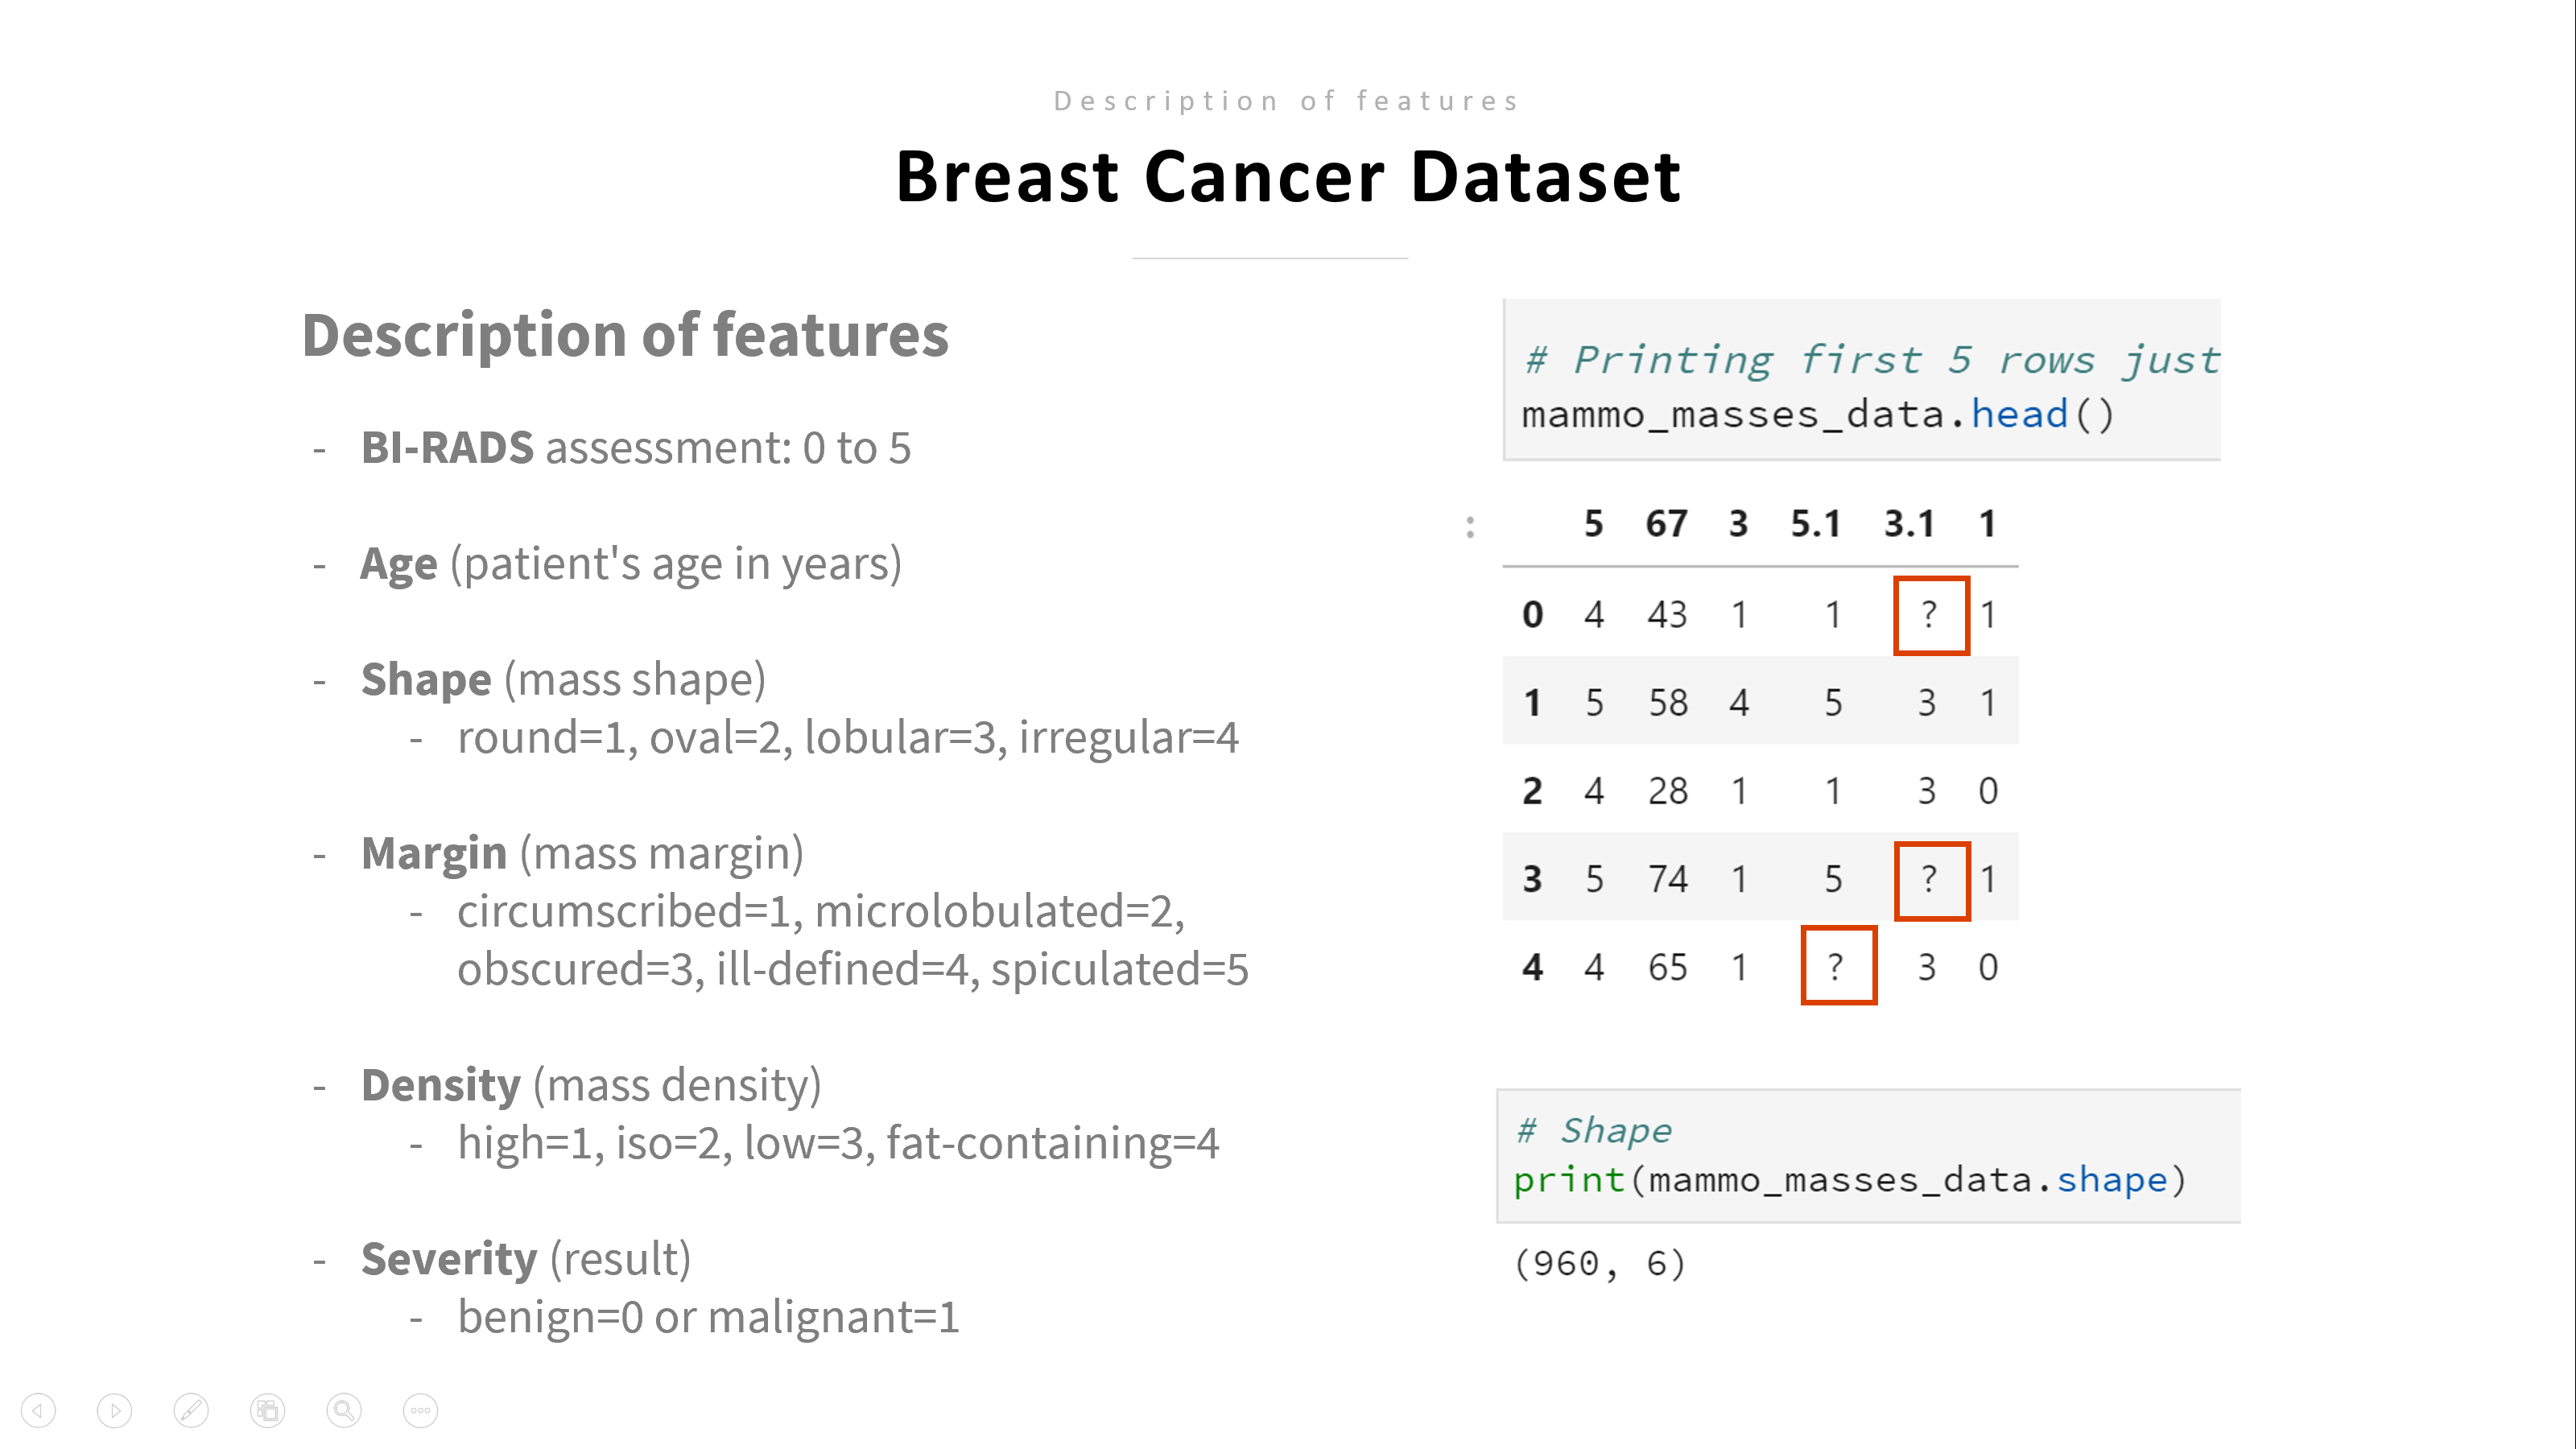 Description of features
Breast Cancer Dataset
Description of features
- BI-RADS assessment: 0 to 5
- Age (patient's age in years)
- Shape (mass shape)
- round=1, oval=2, lobular=3, irregular=4
- Margin (mass margin)
- circumscribed=1, microlobulated=2,
obscured=3, ill-defined=4, spiculated=5
- Density (mass density)
- high=1, iso=2, low=3, fat-containing=4
- Severity (result)
- benign=0 or malignant=1
# Printing first 5 rows just
mammo_masses_data.head()
: 5 67 3 5.1 3.1 1
0 4 43 1 1 ? 1
1 5 58 4 5 3 1
2 4 28 1 1 3 0
3 5 74 1 5 ? 1
4 4 65 1 ? 3 0
# Shape
print(mammo_masses_data.shape)
(960, 6)